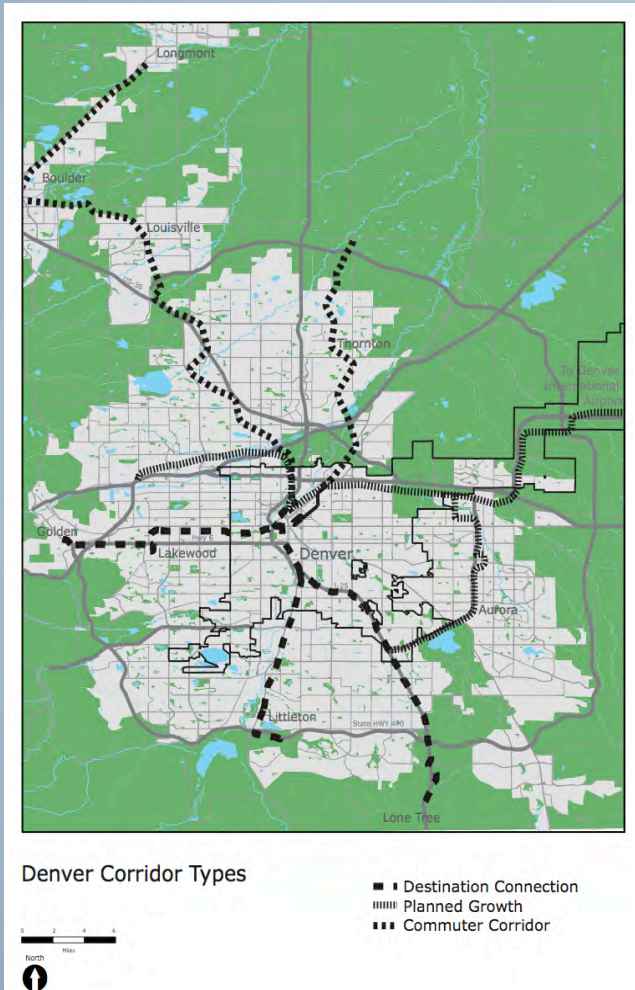 Longmont
Boulder
Louisville
US-36
Thornton
To Denver
International
Airport
Golden
Hwy 6
Lakewood
Denver
I-25
Aurora
Littleton
State HWY 470
Lone Tree
Denver Corridor Types
Destination Connection
Planned Growth
Commuter Corridor
0 2 4 6
Miles
North